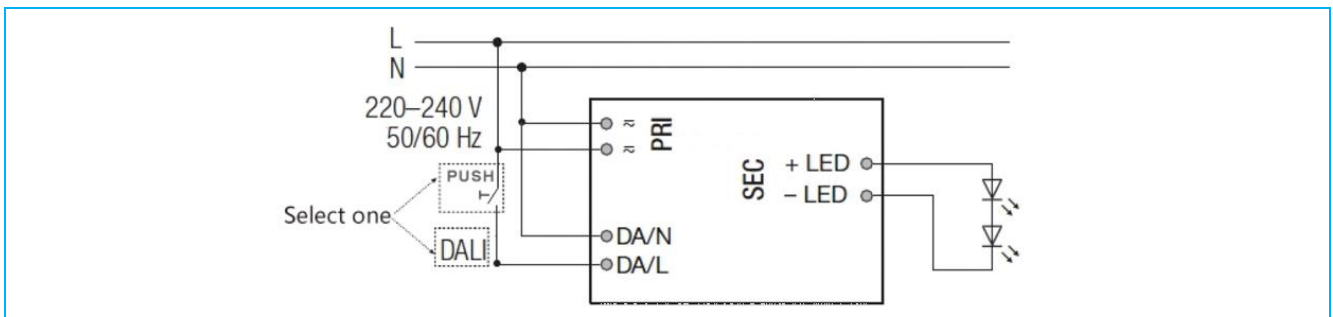 L
N
220–240 V
50/60 Hz
PUSH
Select one
DALI
≂ PRI
≂
SEC
+ LED
– LED
DA/N
DA/L